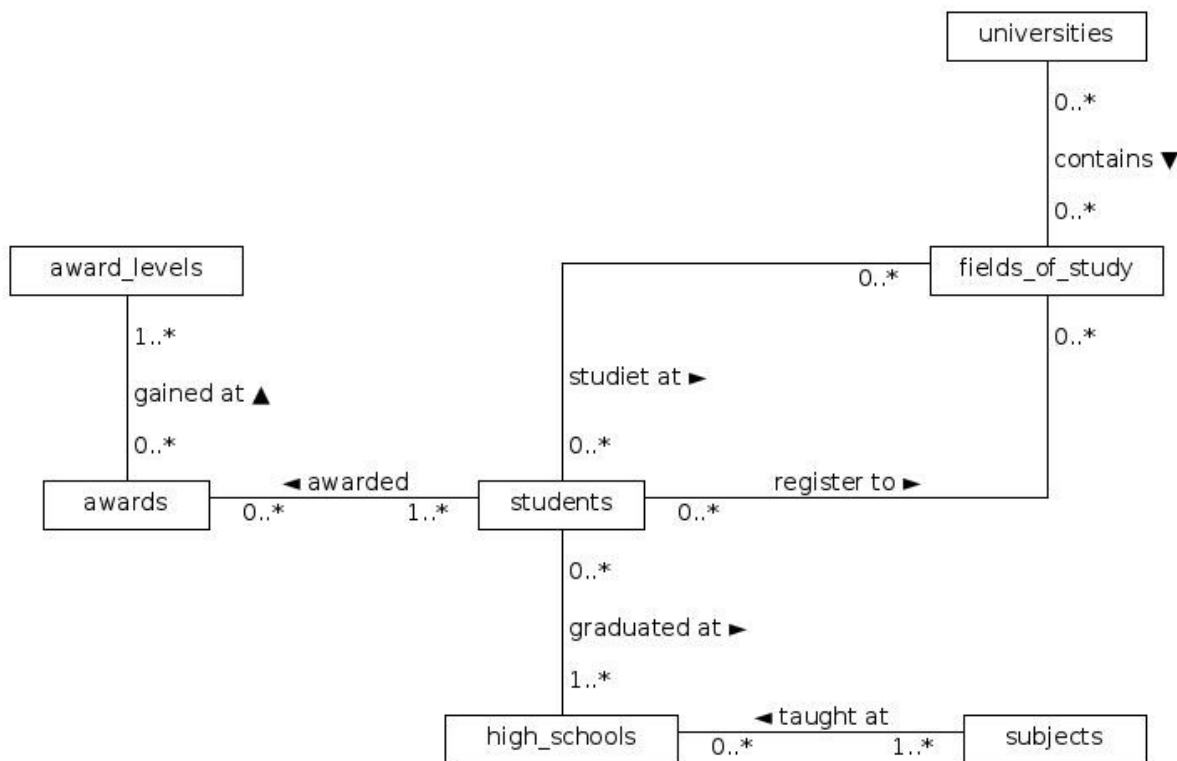 universities
0..*
contains ▼
0..*
award_levels
fields_of_study
0..*
1..*
0..*
gained at ▲
studiet at ►
0..*
0..*
◄ awarded
register to ►
awards
students
0..*
1..*
0..*
0..*
graduated at ►
1..*
◄ taught at
high_schools
subjects
0..*
1..*